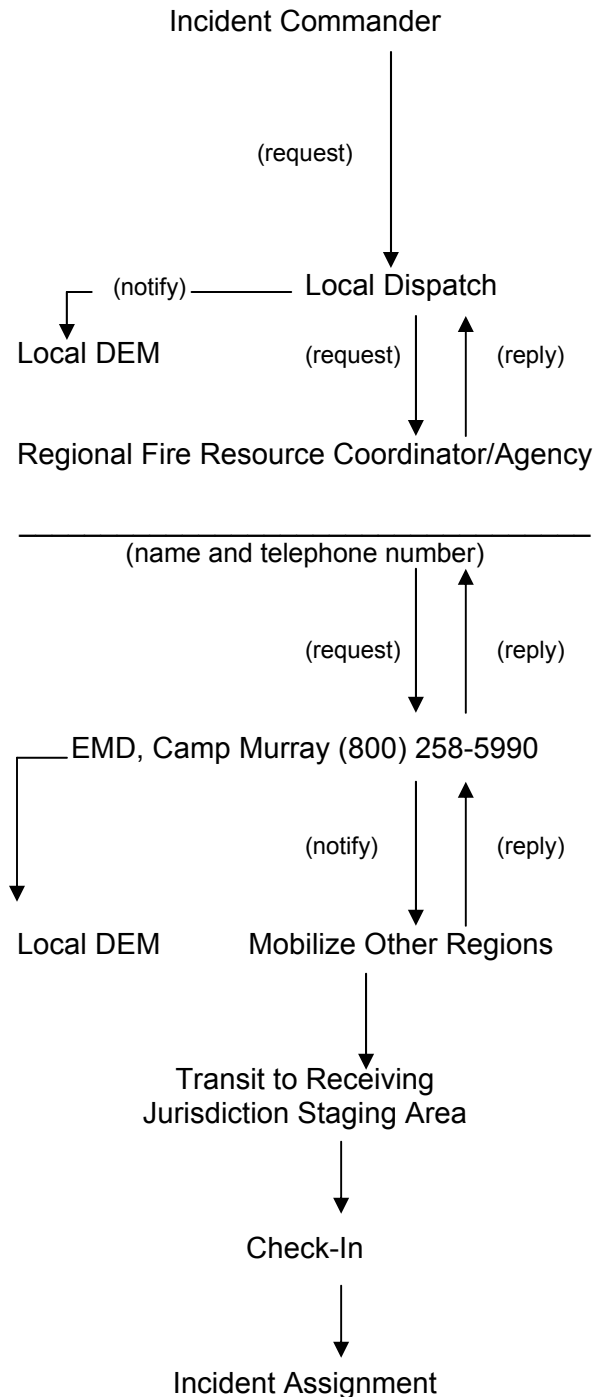 Incident Commander
(request)
(notify) Local Dispatch
Local DEM (request) (reply)
Regional Fire Resource Coordinator/Agency
(name and telephone number)
(request) (reply)
EMD, Camp Murray (800) 258-5990
(notify) (reply)
Local DEM Mobilize Other Regions
Transit to Receiving
Jurisdiction Staging Area
Check-In
Incident Assignment